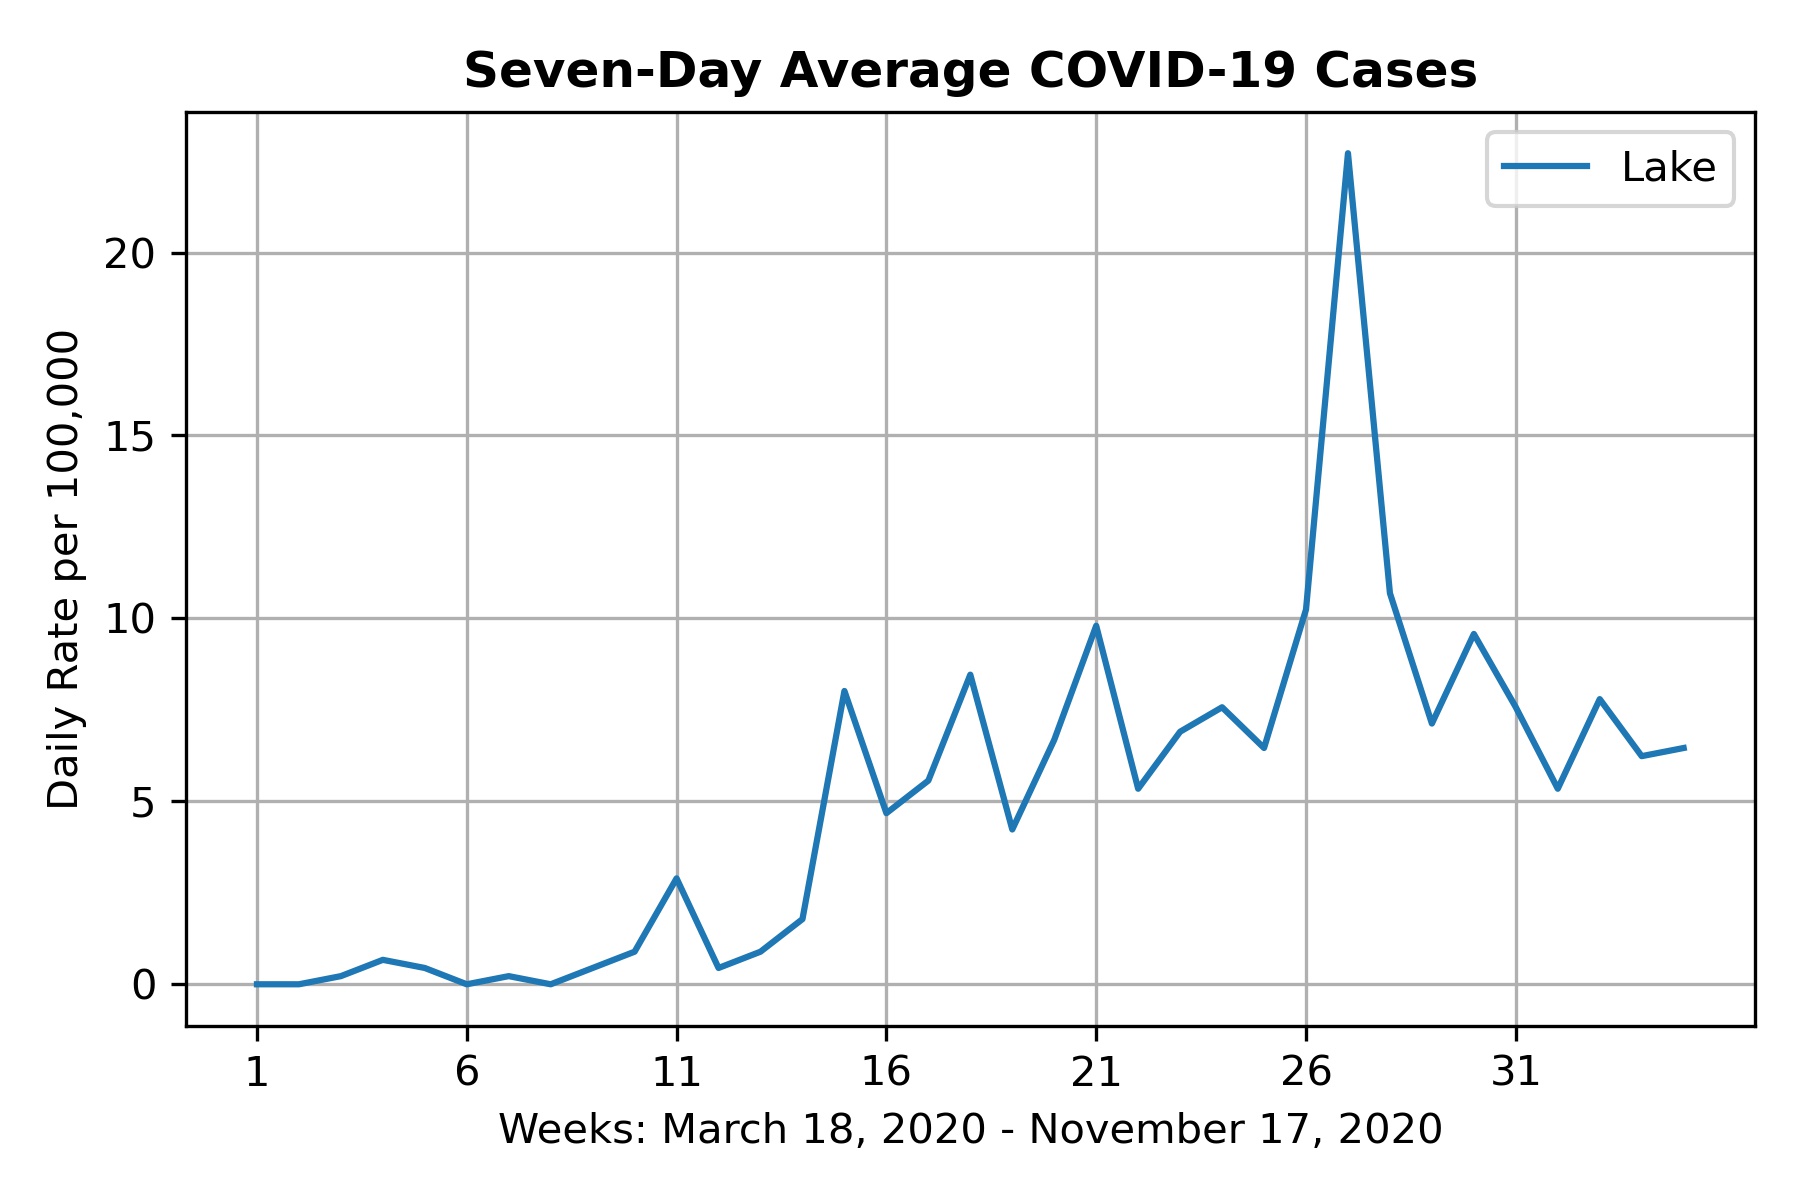 Seven-Day Average COVID-19 Cases
Lake
20
15
10
5
0
Daily Rate per 100,000
1 6 11 16 21 26 31
Weeks: March 18, 2020 - November 17, 2020